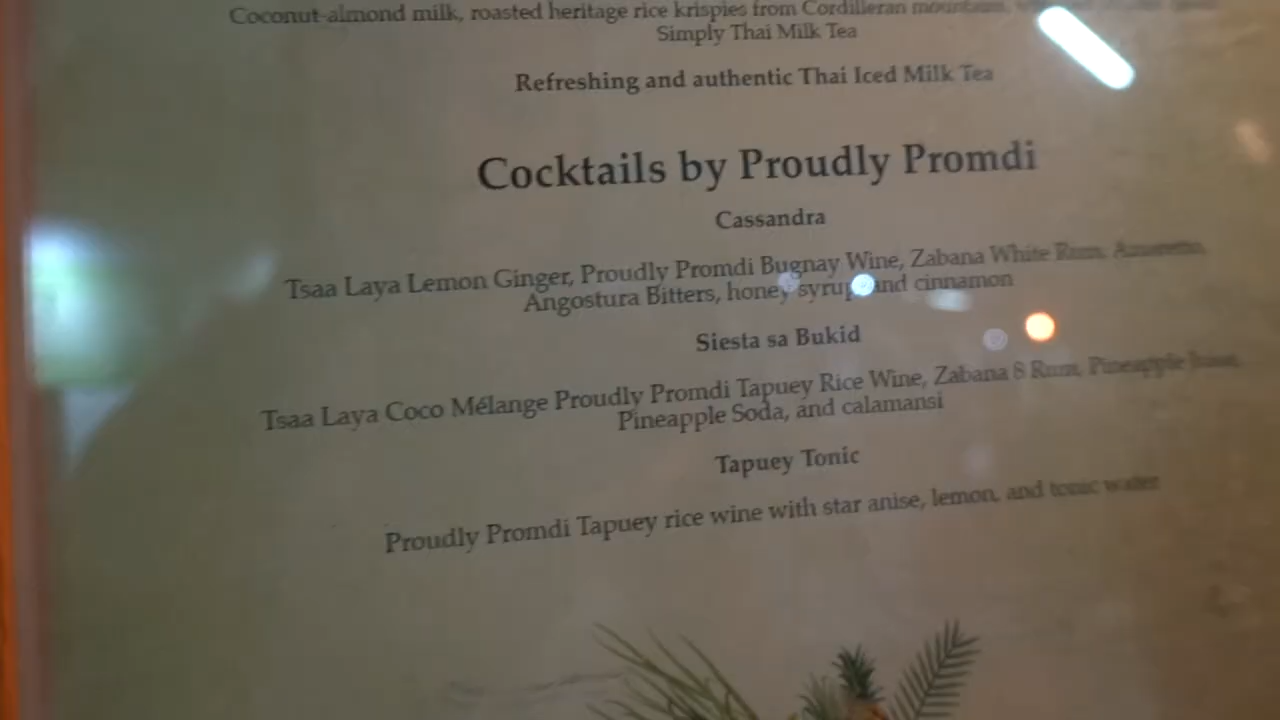 Coconut-almond milk, roasted heritage rice krispies from Cordilleran
Simply Thai Milk Tea
Refreshing and authentic Thai Iced Milk Tea
Cocktails by Proudly Promdi
Cassandra
Tsaa Laya Lemon Ginger, Proudly Promdi Bugnay Wine, Zabana White Rum, Amaretto,
Angostura Bitters, honey syrup and cinnamon
Siesta sa Bukid
Tsaa Laya Coco Mélange Proudly Promdi Tapuey Rice Wine, Zabana 8 Rum, Pineapple Juice,
Pineapple Soda, and calamansi
Tapuey Tonic
Proudly Promdi Tapuey rice wine with star anise, lemon, and tonic water